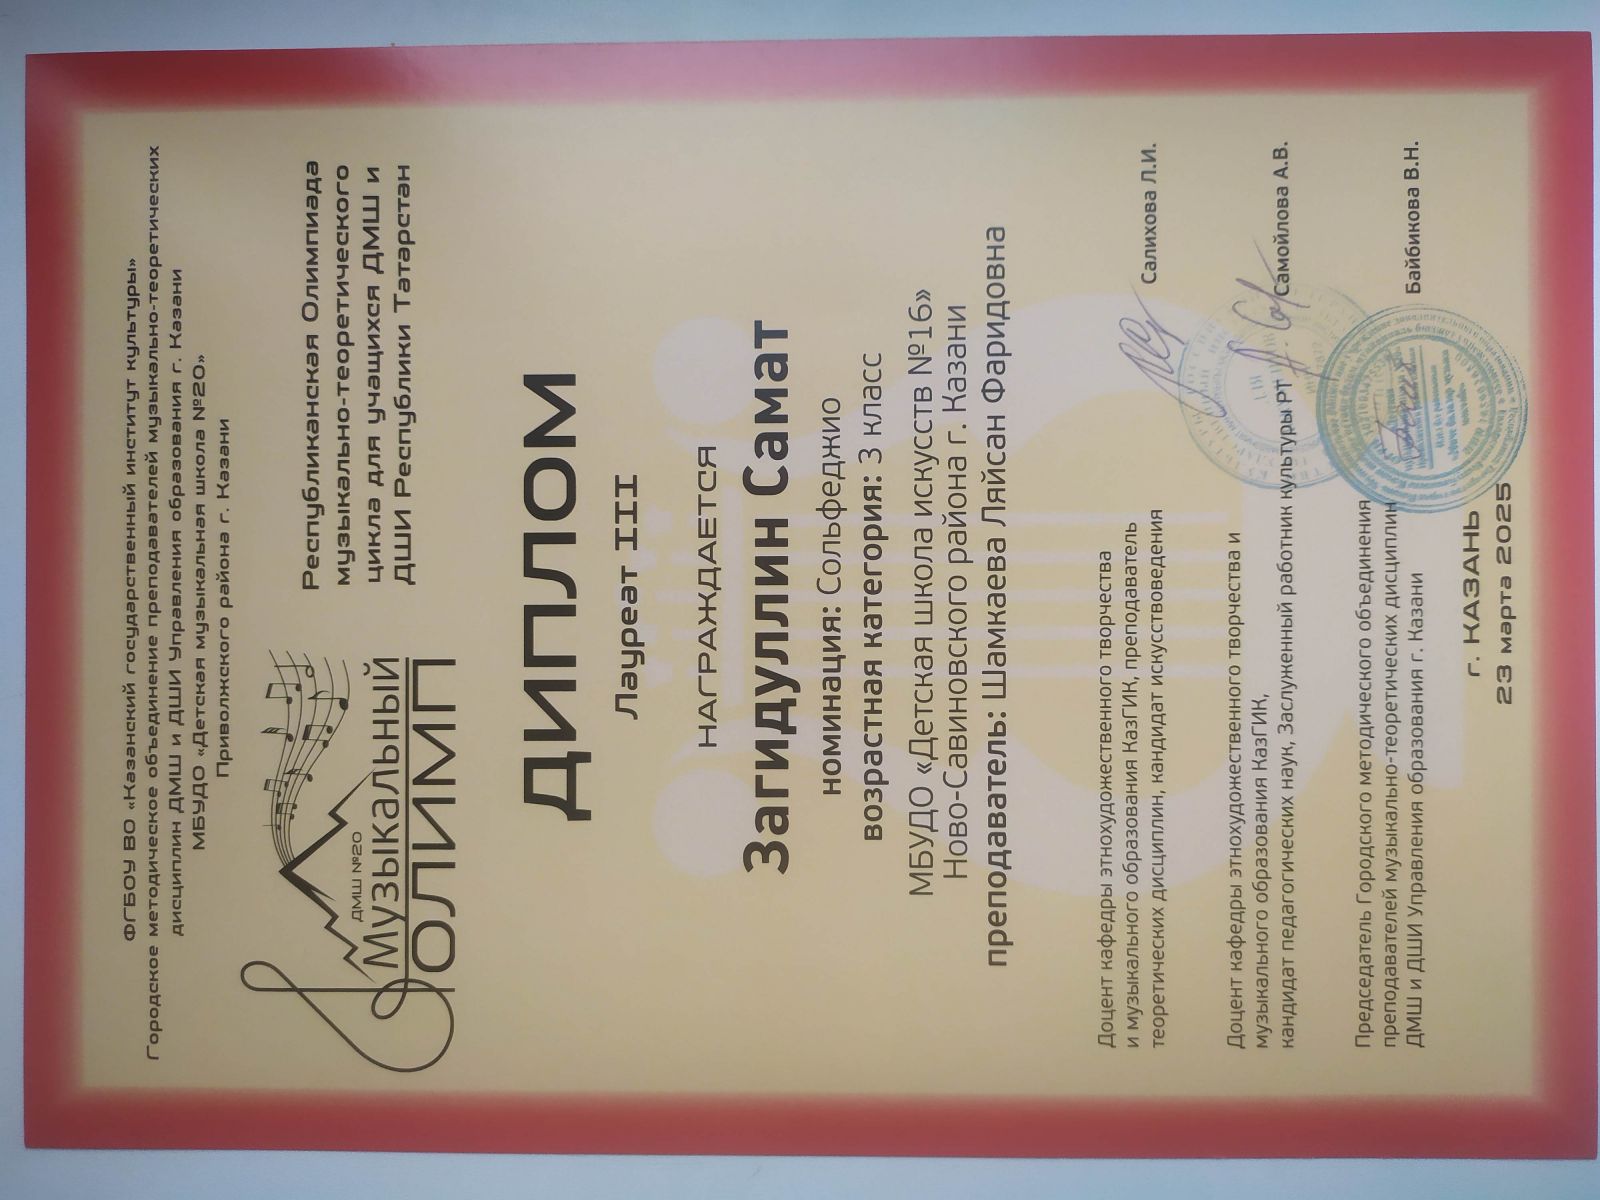 ФГБОУ ВО «Казанский государственный институт культуры»
Городское методическое объединение преподавателей музыкально-теоретических
дисциплин ДМШ и ДШИ Управления образования г. Казани
МБУДО «Детская музыкальная школа №20»
Приволжского района г. Казани
ДМШ №20
Музыкальный
ОЛИМП
Республиканская Олимпиада
музыкально-теоретического
цикла для учащихся ДМШ и
ДШИ Республики Татарстан
ДИПЛОМ
Лауреат III
НАГРАЖДАЕТСЯ
Загидуллин Самат
номинация: Сольфеджио
возрастная категория: 3 класс
МБУДО «Детская школа искусств №16»
Ново-Савиновского района г. Казани
преподаватель: Шамкаева Ляйсан Фаридовна
Доцент кафедры этнохудожественного творчества
и музыкального образования КазГИК, преподаватель
теоретических дисциплин, кандидат искусствоведения
Салихова Л.И.
Доцент кафедры этнохудожественного творчества и
музыкального образования КазГИК,
кандидат педагогических наук, Заслуженный работник культуры РТ
Самойлова А.В.
Председатель Городского методического объединения
преподавателей музыкально-теоретических дисциплин
ДМШ и ДШИ Управления образования г. Казани
Байбикова В.Н.
г. КАЗАНЬ
23 марта 2025